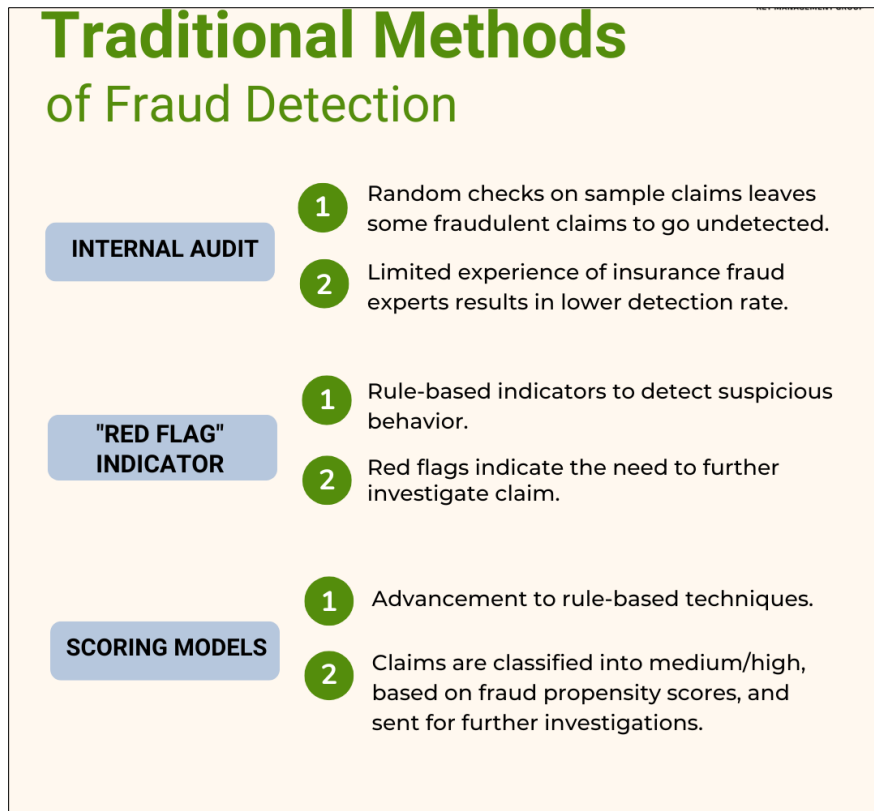 KEY MANAGEMENT GROUP
Traditional Methods
of Fraud Detection
INTERNAL AUDIT
1
Random checks on sample claims leaves
some fraudulent claims to go undetected.
2
Limited experience of insurance fraud
experts results in lower detection rate.
"RED FLAG"
INDICATOR
1
Rule-based indicators to detect suspicious
behavior.
2
Red flags indicate the need to further
investigate claim.
SCORING MODELS
1
Advancement to rule-based techniques.
2
Claims are classified into medium/high,
based on fraud propensity scores, and
sent for further investigations.